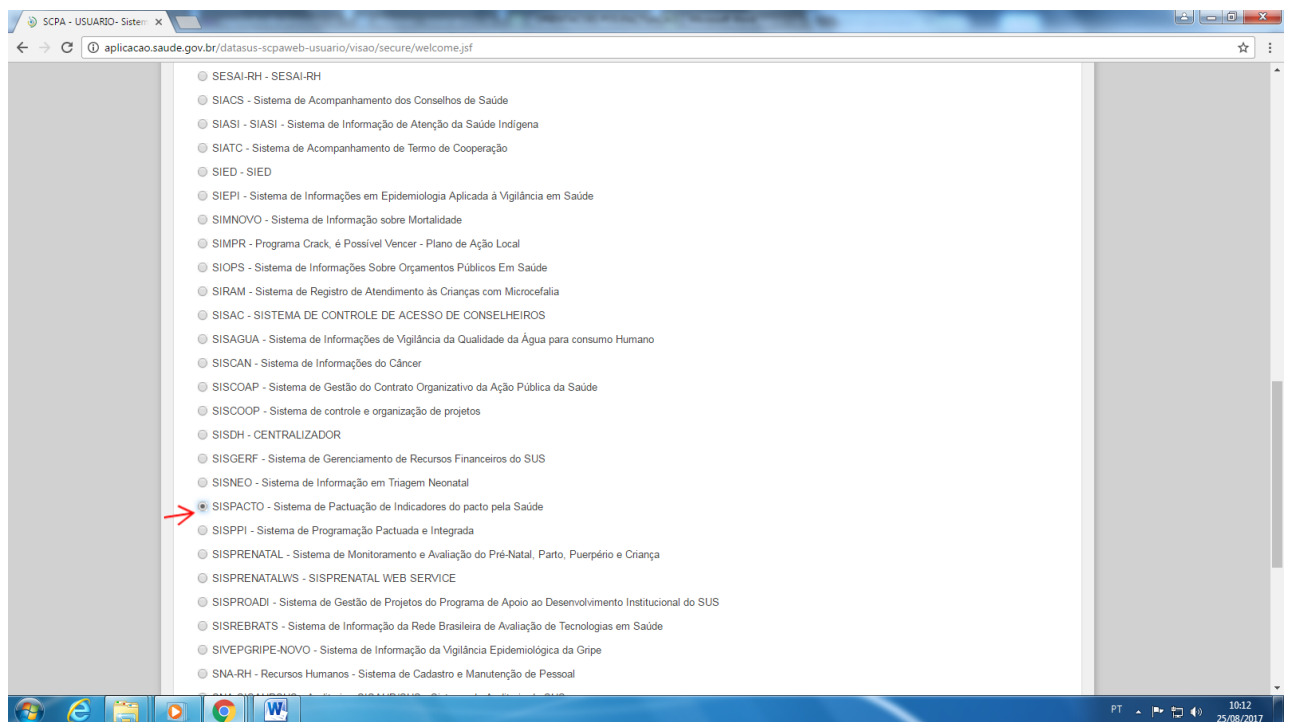 SCPA - USUARIO- Sistem
aplicacao.saude.gov.br/datasus-scpaweb-usuario/visao/secure/welcome.jsf
SESAI-RH - SESAI-RH
SIACS - Sistema de Acompanhamento dos Conselhos de Saúde
SIASI - SIASI - Sistema de Informação de Atenção da Saúde Indígena
SIATC - Sistema de Acompanhamento de Termo de Cooperação
SIED - SIED
SIEPI - Sistema de Informações em Epidemiologia Aplicada à Vigilância em Saúde
SIMNOVO - Sistema de Informação sobre Mortalidade
SIMPR - Programa Crack, é Possível Vencer - Plano de Ação Local
SIOPS - Sistema de Informações Sobre Orçamentos Públicos Em Saúde
SIRAM - Sistema de Registro de Atendimento às Crianças com Microcefalia
SISAC - SISTEMA DE CONTROLE DE ACESSO DE CONSELHEIROS
SISAGUA - Sistema de Informações de Vigilância da Qualidade da Água para consumo Humano
SISCAN - Sistema de Informações do Câncer
SISCOAP - Sistema de Gestão do Contrato Organizativo da Ação Pública da Saúde
SISCOOP - Sistema de controle e organização de projetos
SISDH - CENTRALIZADOR
SISGERF - Sistema de Gerenciamento de Recursos Financeiros do SUS
SISNEO - Sistema de Informação em Triagem Neonatal
SISPACTO - Sistema de Pactuação de Indicadores do pacto pela Saúde
SISPPI - Sistema de Programação Pactuada e Integrada
SISPRENATAL - Sistema de Monitoramento e Avaliação do Pré-Natal, Parto, Puerpério e Criança
SISPRENATALWS - SISPRENATAL WEB SERVICE
SISPROADI - Sistema de Gestão de Projetos do Programa de Apoio ao Desenvolvimento Institucional do SUS
SISREBRATS - Sistema de Informação da Rede Brasileira de Avaliação de Tecnologias em Saúde
SIVEPGRIPE-NOVO - Sistema de Informação da Vigilância Epidemiológica da Gripe
SNA-RH - Recursos Humanos - Sistema de Cadastro e Manutenção de Pessoal
PT
10:12
25/08/2017